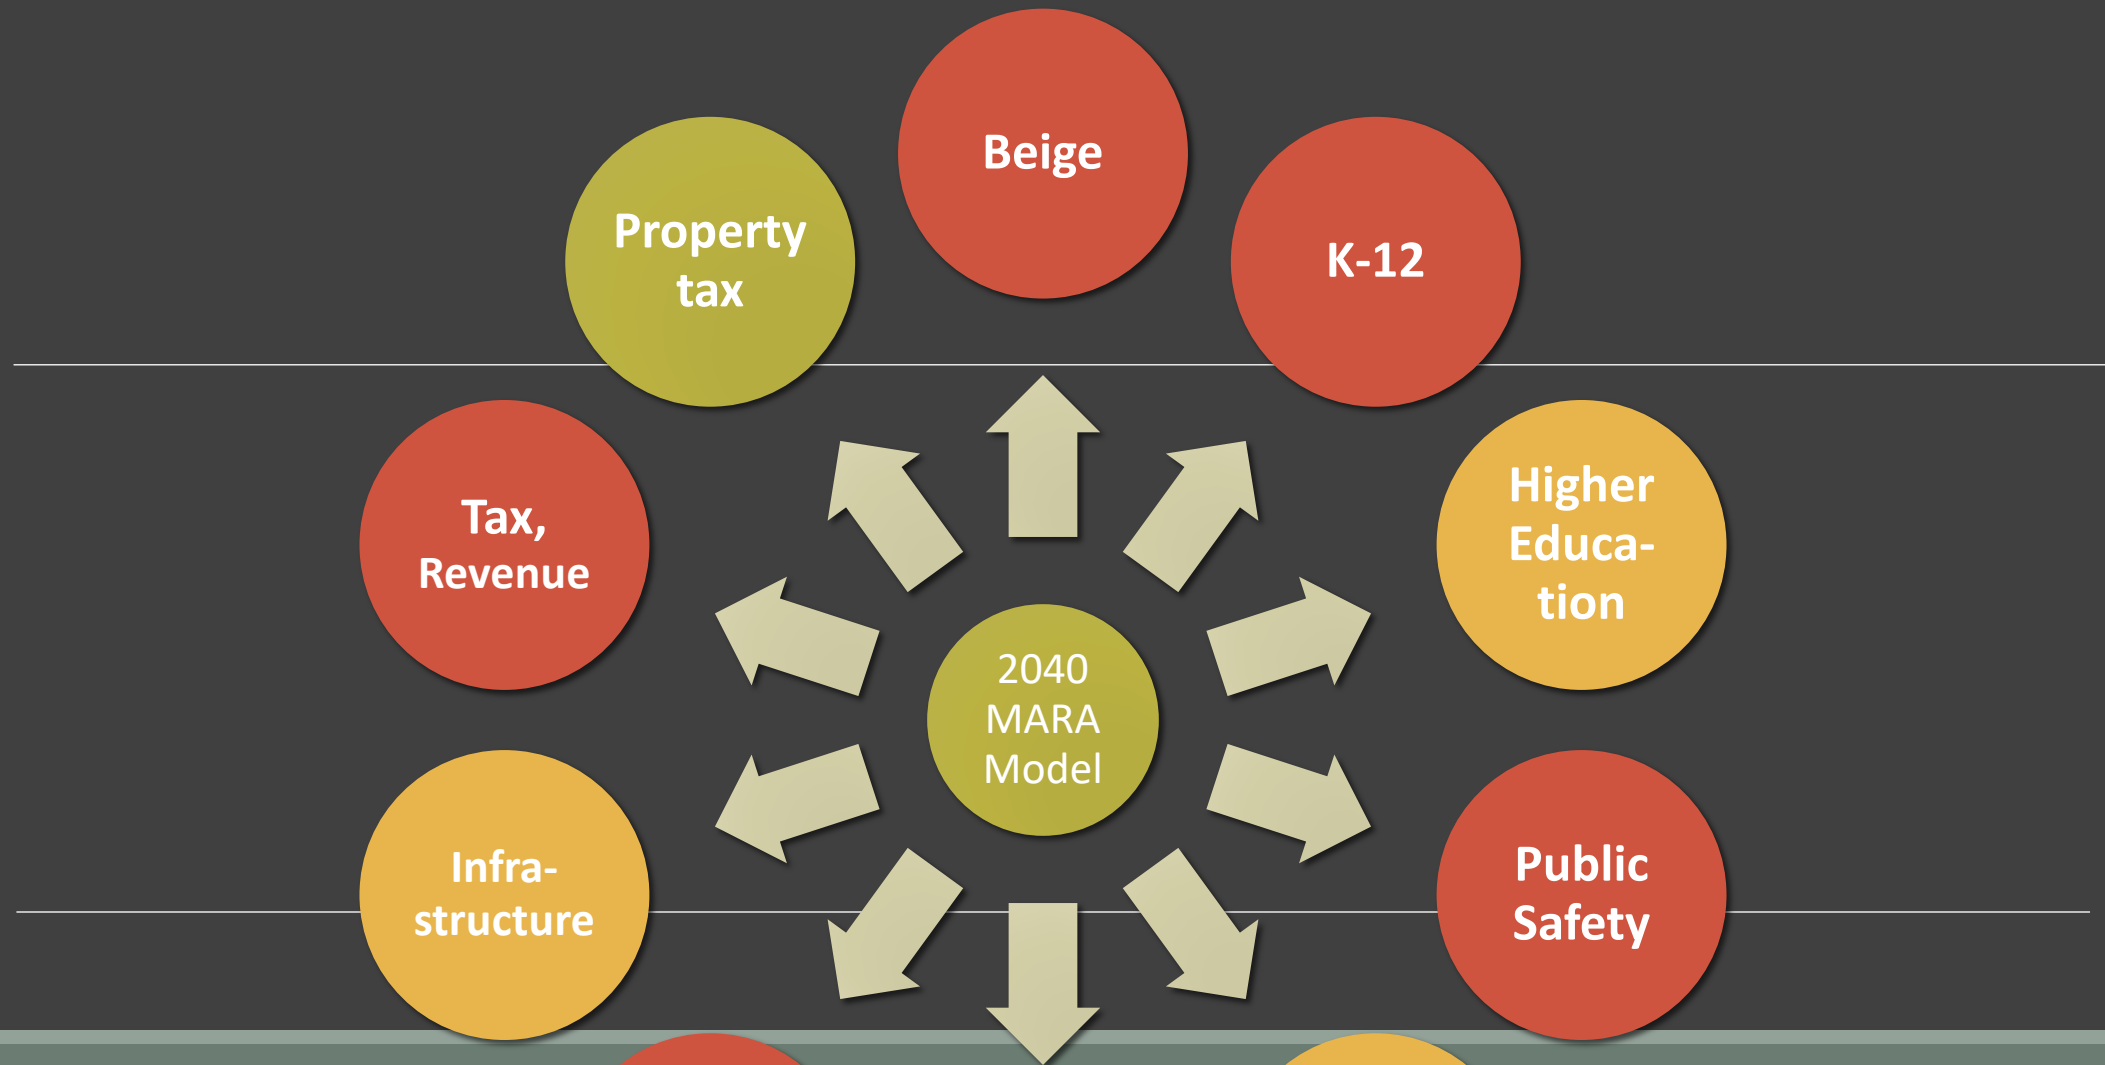 Beige
Property
tax
K-12
Tax,
Revenue
Higher
Educa-
tion
2040
MARA
Model
Infra-
structure
Public
Safety